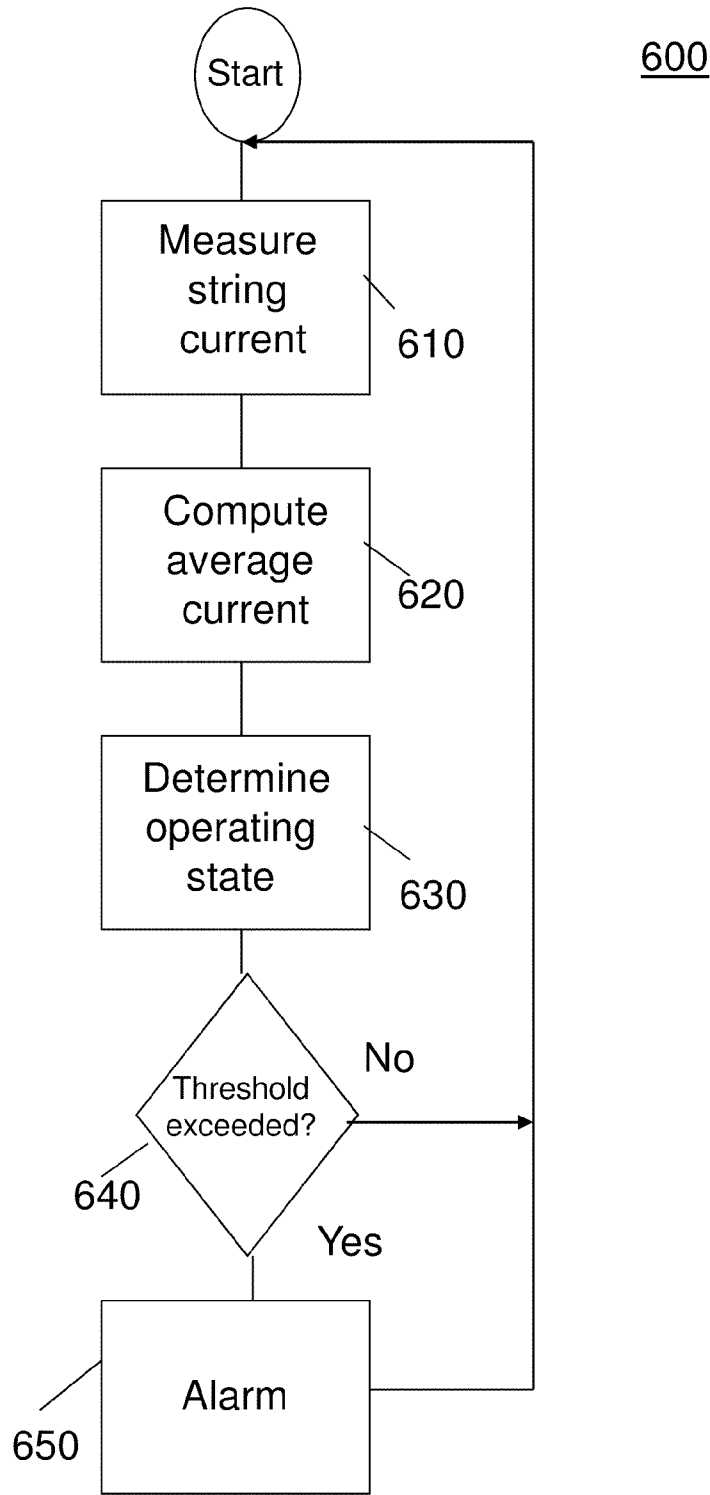 Start
600
Measure
string
current
610
Compute
average
current
620
Determine
operating
state
630
No
Threshold
exceeded?
640
Yes
Alarm
650